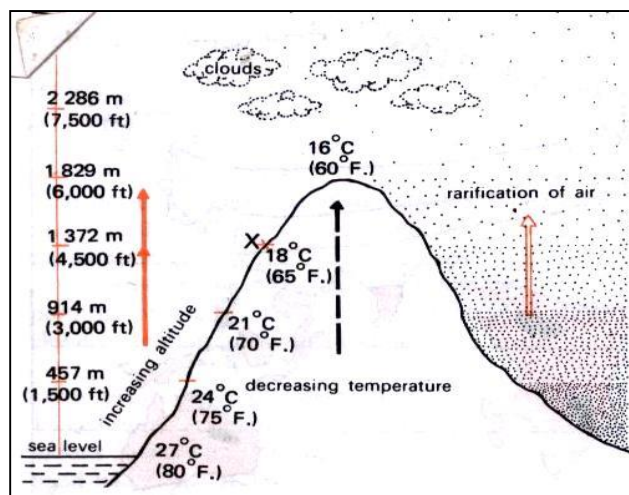 clouds
2 286 m
(7,500 ft)
16°C
(60°F.)
1 829 m
(6,000 ft)
rarification of air
1 372 m
(4,500 ft)
X
18°C
(65°F.)
914 m
(3,000 ft)
21°C
(70°F.)
increasing altitude
457 m
(1,500 ft)
decreasing temperature
24°C
(75°F.)
sea level
27°C
(80°F.)